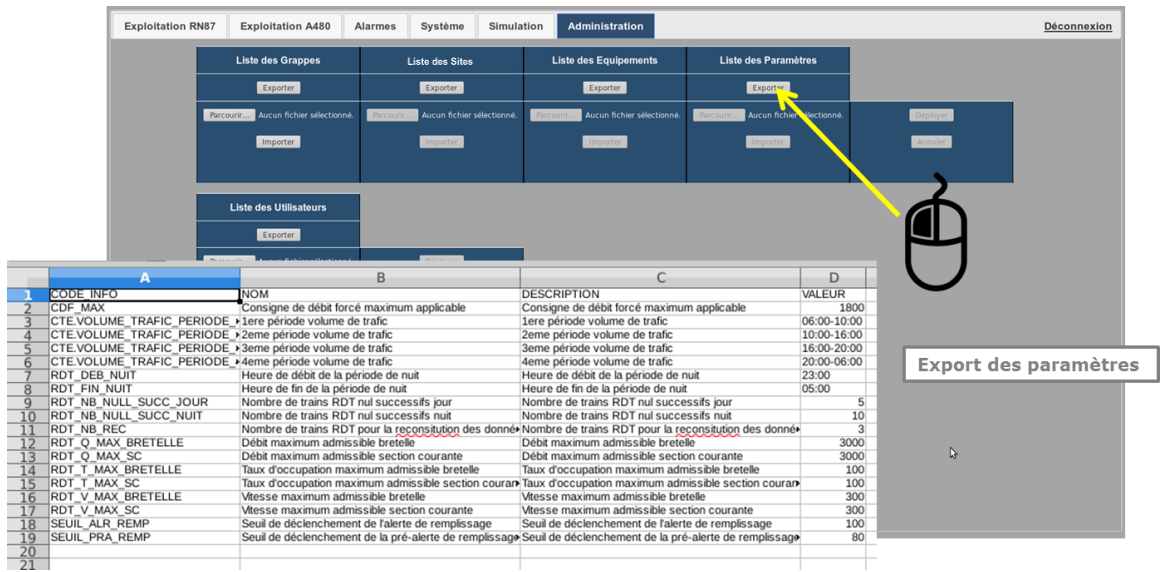 Exploitation RN87 Exploitation A480 Alarmes Système Simulation Administration Déconnexion
Liste des Grappes Liste des Sites Liste des Equipements Liste des Paramètres
Exporter Exporter Exporter Exporter
Parcourir... Aucun fichier sélectionné. Parcourir... Aucun fichier sélectionné. Parcourir... Aucun fichier sélectionné. Parcourir... Aucun fichier sélectionné. Déployer
Importer Importer Importer Importer Annuler
Liste des Utilisateurs
Exporter
A B C D
1 CODE_INFO NOM DESCRIPTION VALEUR
2 CDF_MAX Consigne de débit forcé maximum applicable Consigne de débit forcé maximum applicable 1800
3 CTE.VOLUME_TRAFIC_PERIODE_ 1ere période volume de trafic 1ere période volume de trafic 06:00-10:00
4 CTE.VOLUME_TRAFIC_PERIODE_ 2eme période volume de trafic 2eme période volume de trafic 10:00-16:00
5 CTE.VOLUME_TRAFIC_PERIODE_ 3eme période volume de trafic 3eme période volume de trafic 16:00-20:00
6 CTE.VOLUME_TRAFIC_PERIODE_ 4eme période volume de trafic 4eme période volume de trafic 20:00-06:00
7 RDT_DEB_NUIT Heure de débit de la période de nuit Heure de débit de la période de nuit 23:00
8 RDT_FIN_NUIT Heure de fin de la période de nuit Heure de fin de la période de nuit 05:00
9 RDT_NB_NULL_SUCC_JOUR Nombre de trains RDT nul successifs jour Nombre de trains RDT nul successifs jour 5
10 RDT_NB_NULL_SUCC_NUIT Nombre de trains RDT nul successifs nuit Nombre de trains RDT nul successifs nuit 10
11 RDT_NB_REC Nombre de trains RDT pour la reconsitution des donné Nombre de trains RDT pour la reconsitution des donné 3
12 RDT_Q_MAX_BRETELLE Débit maximum admissible bretelle Débit maximum admissible bretelle 3000
13 RDT_Q_MAX_SC Débit maximum admissible section courante Débit maximum admissible section courante 3000
14 RDT_T_MAX_BRETELLE Taux d'occupation maximum admissible bretelle Taux d'occupation maximum admissible bretelle 100
15 RDT_T_MAX_SC Taux d'occupation maximum admissible section couran Taux d'occupation maximum admissible section couran 100
16 RDT_V_MAX_BRETELLE Vitesse maximum admissible bretelle Vitesse maximum admissible bretelle 300
17 RDT_V_MAX_SC Vitesse maximum admissible section courante Vitesse maximum admissible section courante 300
18 SEUIL_ALR_REMP Seuil de déclenchement de l'alerte de remplissage Seuil de déclenchement de l'alerte de remplissage 100
19 SEUIL_PRA_REMP Seuil de déclenchement de la pré-alerte de remplissage Seuil de déclenchement de la pré-alerte de remplissage 80
20
21
Export des paramètres